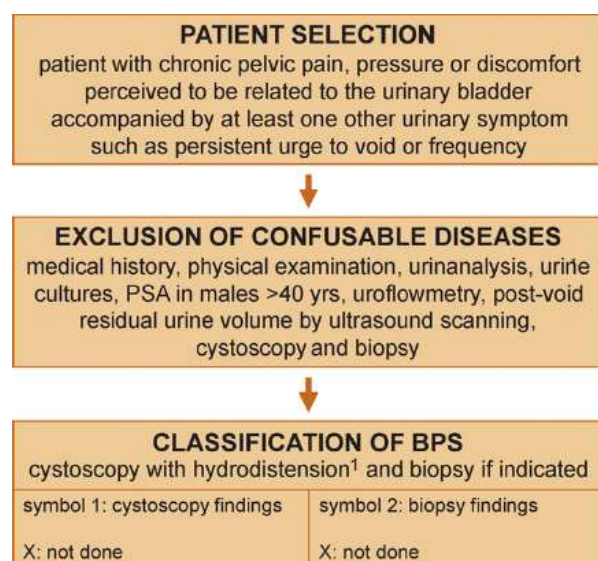 PATIENT SELECTION
patient with chronic pelvic pain, pressure or discomfort
perceived to be related to the urinary bladder
accompanied by at least one other urinary symptom
such as persistent urge to void or frequency
EXCLUSION OF CONFUSABLE DISEASES
medical history, physical examination, urinanalysis, urine
cultures, PSA in males >40 yrs, uroflowmetry, post-void
residual urine volume by ultrasound scanning,
cystoscopy and biopsy
CLASSIFICATION OF BPS
cystoscopy with hydrodistension¹ and biopsy if indicated
symbol 1: cystoscopy findings
X: not done
symbol 2: biopsy findings
X: not done